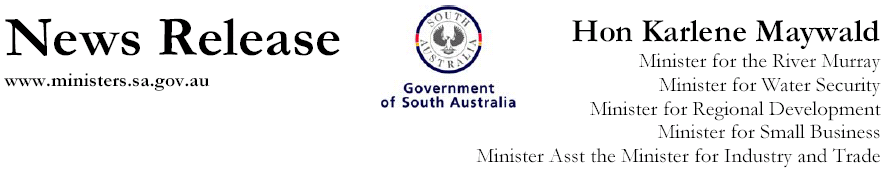 News Release
www.ministers.sa.gov.au
SOUTH AUSTRALIA
Government
of South Australia
Hon Karlene Maywald
Minister for the River Murray
Minister for Water Security
Minister for Regional Development
Minister for Small Business
Minister Asst the Minister for Industry and Trade